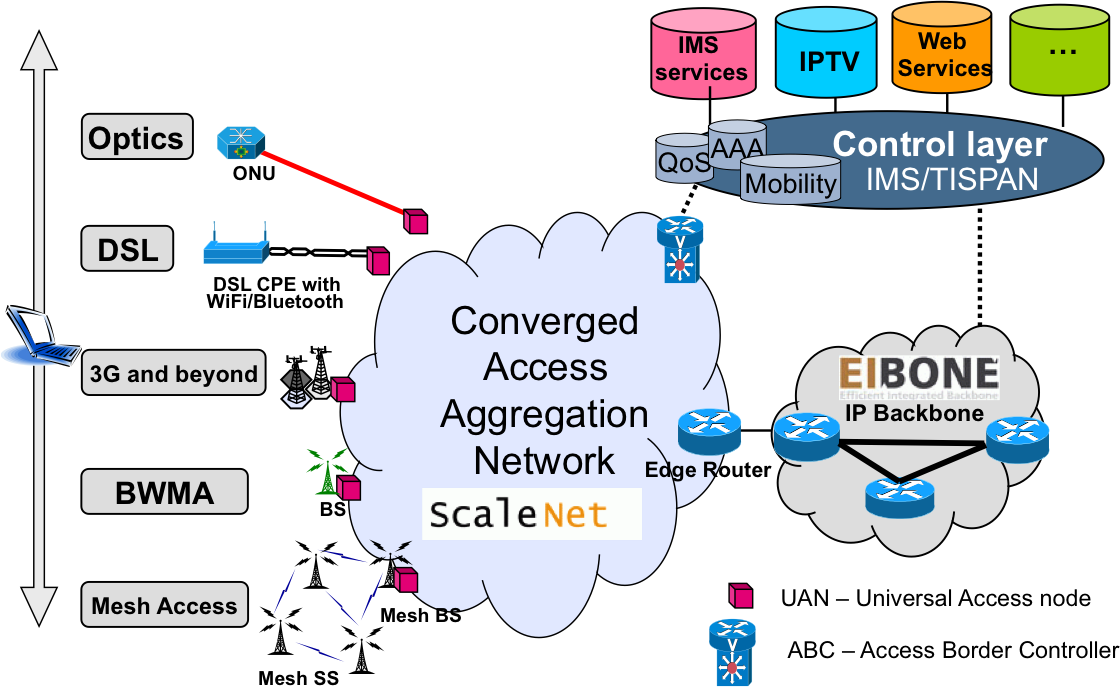 IMS
services
IPTV
Web
Services
...
Control layer
IMS/TISPAN
QoS
AAA
Mobility
Optics
ONU
DSL
DSL CPE with
WiFi/Bluetooth
3G and beyond
BWMA
BS
Mesh Access
Mesh BS
Mesh SS
Converged
Access
Aggregation
Network
ScaleNet
V
Edge Router
EIBONE
Efficient Integrated Backbone
IP Backbone
UAN – Universal Access node
V
ABC – Access Border Controller